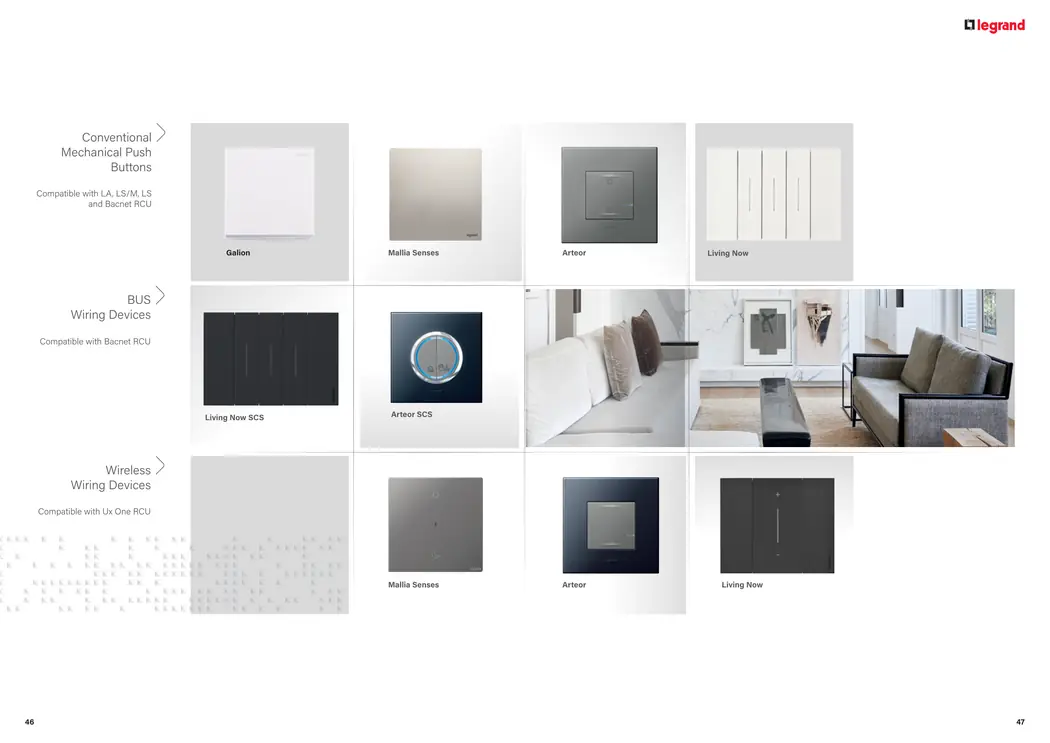 legrand
Conventional
Mechanical Push
Buttons
Compatible with LA, LS/M, LS
and Bacnet RCU
Galion
Mallia Senses
Arteor
Living Now
BUS
Wiring Devices
Compatible with Bacnet RCU
Living Now SCS
Arteor SCS
Wireless
Wiring Devices
Compatible with Ux One RCU
Mallia Senses
Arteor
Living Now
46
47